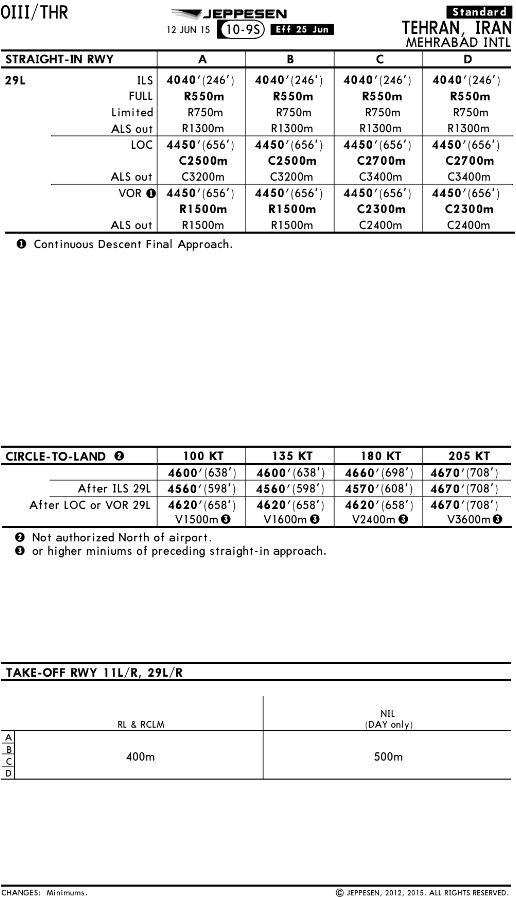 OIII/THR JEPPESEN Standard
12 JUN 15 10-9S Eff 25 Jun TEHRAN, IRAN
MEHRABAD INTL
STRAIGHT-IN RWY A B C D
29L ILS 4040'(246') 4040'(246') 4040'(246') 4040'(246')
FULL R550m R550m R550m R550m
Limited R750m R750m R750m R750m
ALS out R1300m R1300m R1300m R1300m
LOC 4450'(656') 4450'(656') 4450'(656') 4450'(656')
C2500m C2500m C2700m C2700m
ALS out C3200m C3200m C3400m C3400m
VOR ❶ 4450'(656') 4450'(656') 4450'(656') 4450'(656')
R1500m R1500m C2300m C2300m
ALS out R1500m R1500m C2400m C2400m
❶ Continuous Descent Final Approach.
CIRCLE-TO-LAND ❷ 100 KT 135 KT 180 KT 205 KT
4600'(638') 4600'(638') 4660'(698') 4670'(708')
After ILS 29L 4560'(598') 4560'(598') 4570'(608') 4670'(708')
After LOC or VOR 29L 4620'(658') 4620'(658') 4620'(658') 4670'(708')
V1500m ❸ V1600m ❸ V2400m ❸ V3600m ❸
❷ Not authorized North of airport.
❸ or higher miniums of preceding straight-in approach.
TAKE-OFF RWY 11L/R, 29L/R
NIL
RL & RCLM (DAY only)
A
B
400m 500m
C
D
CHANGES: Minimums. © JEPPESEN, 2012, 2015. ALL RIGHTS RESERVED.